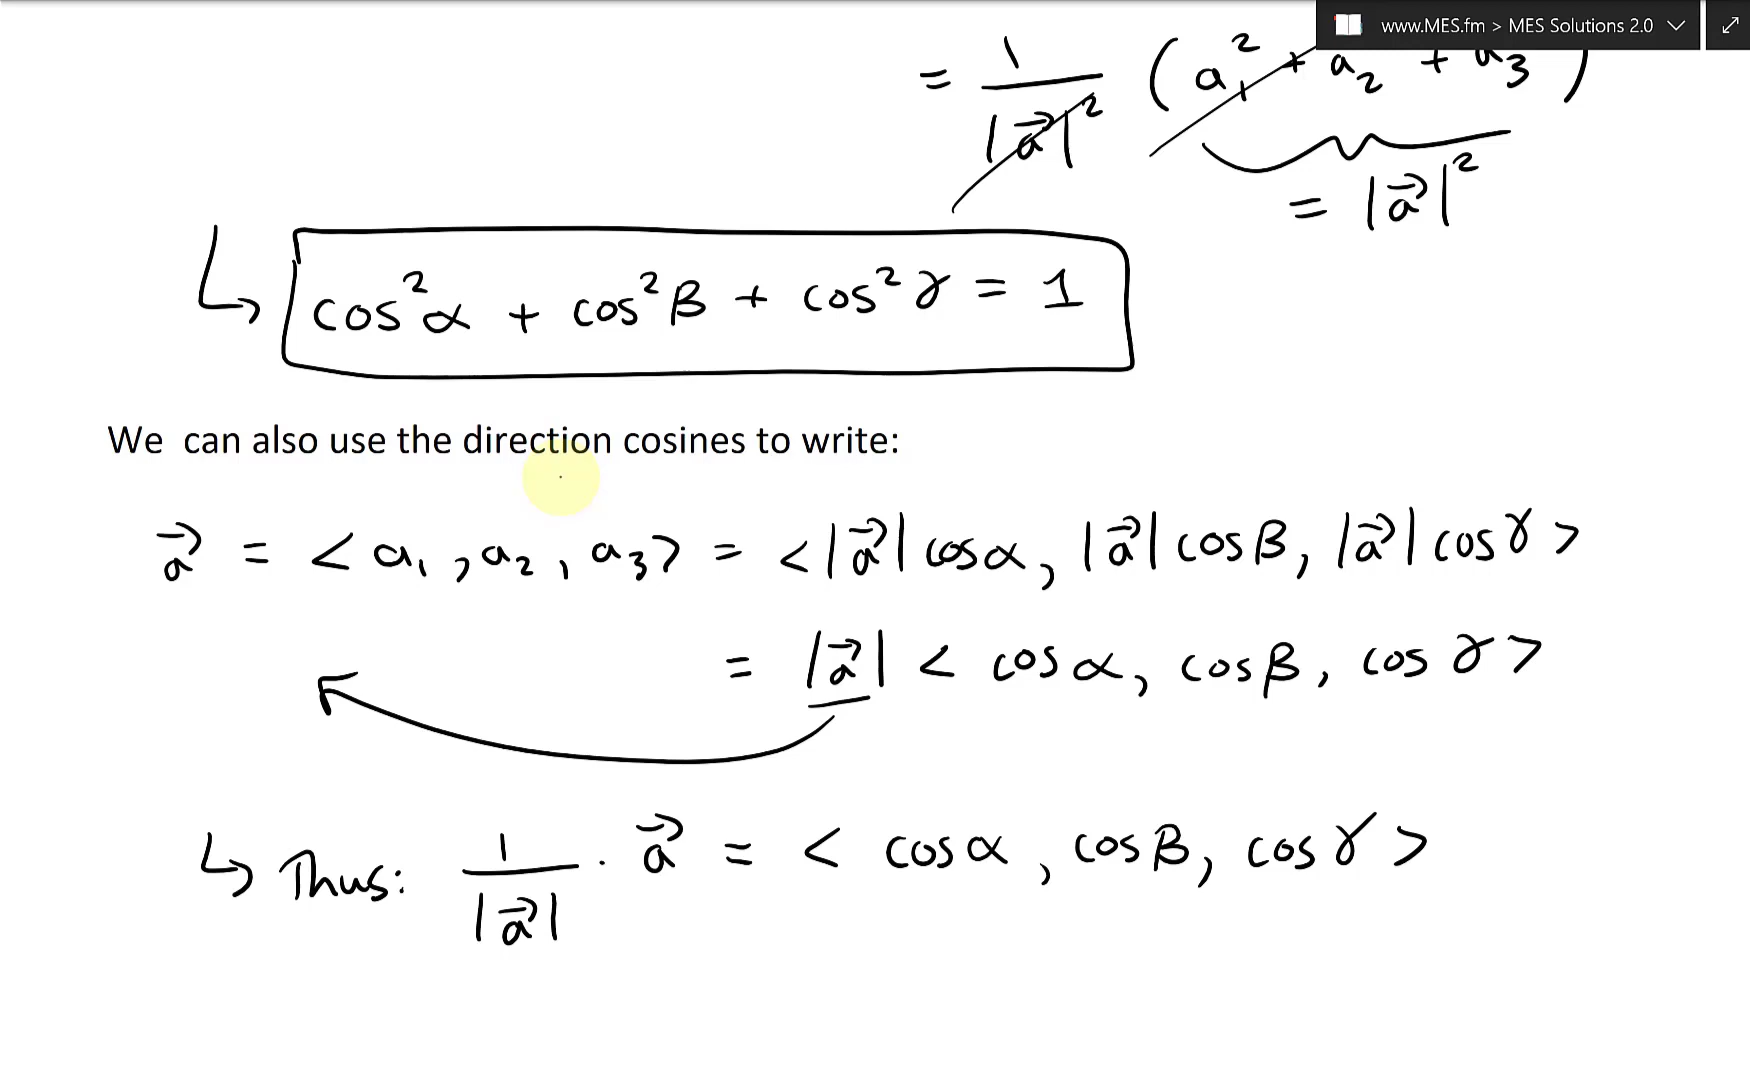 www.MES.fm > MES Solutions 2.0
= 1/|a⃗|² (a₁² + a₂ + a₃)
= |a⃗|²
cos²α + cos²β + cos²γ = 1
We can also use the direction cosines to write:
a⃗ = <a₁, a₂, a₃> = <|a⃗|cosα, |a⃗|cosβ, |a⃗|cosγ>
= |a⃗| <cosα, cosβ, cosγ>
Thus: 1/|a⃗| · a⃗ = <cosα, cosβ, cosγ>